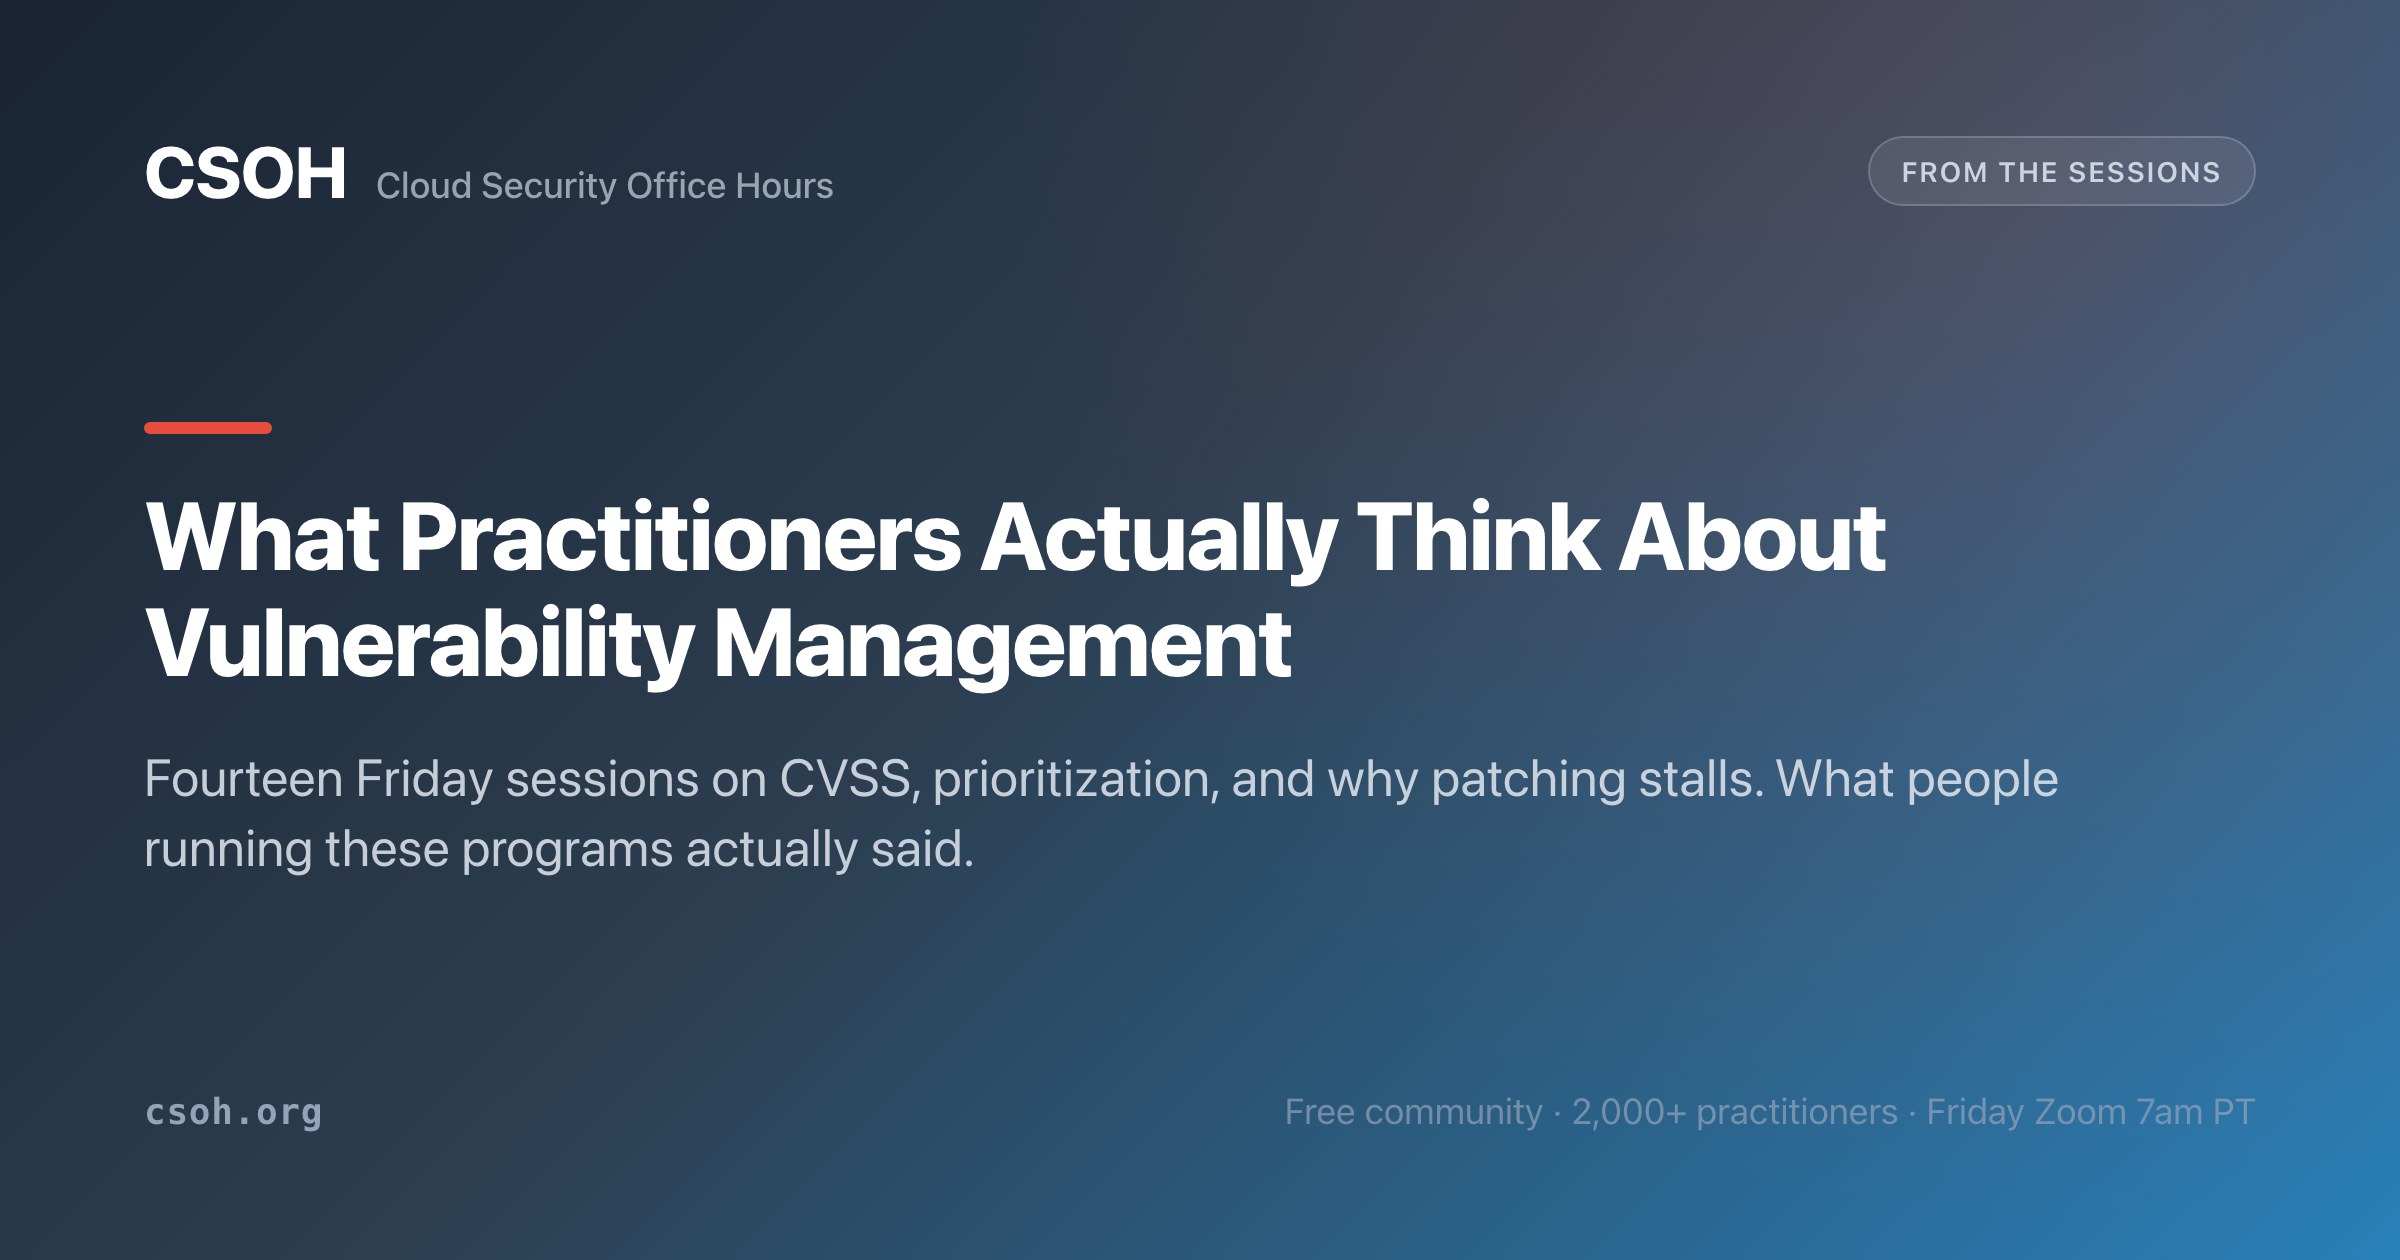 CSOH Cloud Security Office Hours
FROM THE SESSIONS
What Practitioners Actually Think About
Vulnerability Management
Fourteen Friday sessions on CVSS, prioritization, and why patching stalls. What people
running these programs actually said.
csoh.org
Free community · 2,000+ practitioners · Friday Zoom 7am PT